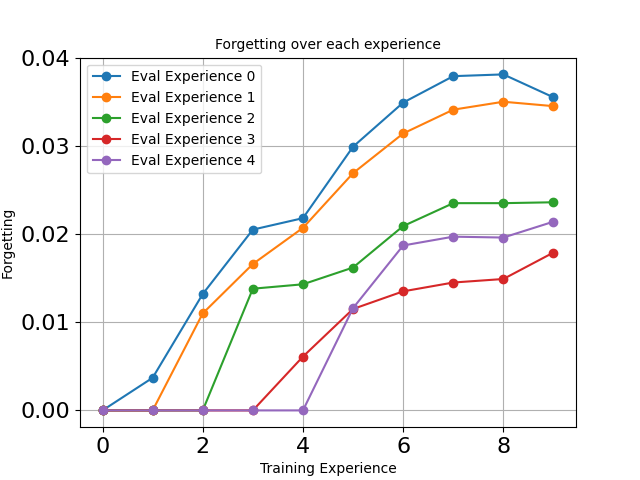 Forgetting over each experience
0.04
0.03
0.02
0.01
0.00
Forgetting
Eval Experience 0
Eval Experience 1
Eval Experience 2
Eval Experience 3
Eval Experience 4
0 2 4 6 8
Training Experience